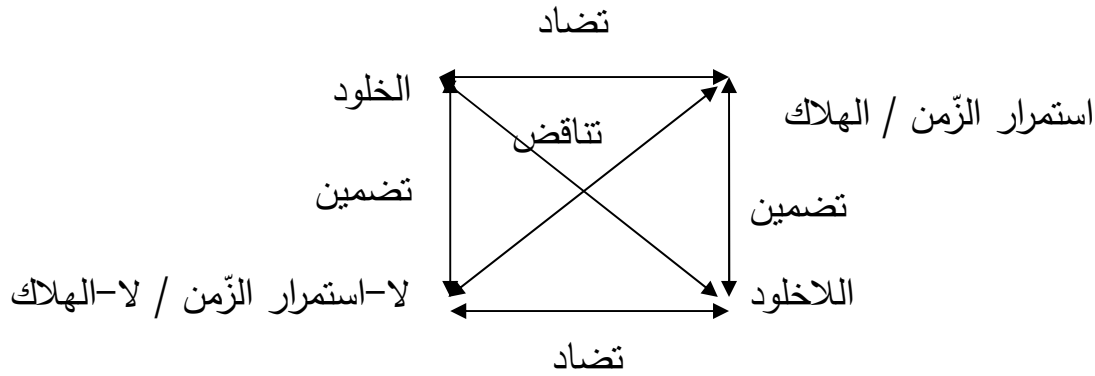 تضاد
استمرار الزّمن / الهلاك
الخلود
تناقض
تضمين
تضمين
اللاخلود
لا-استمرار الزّمن / لا-الهلاك
تضاد